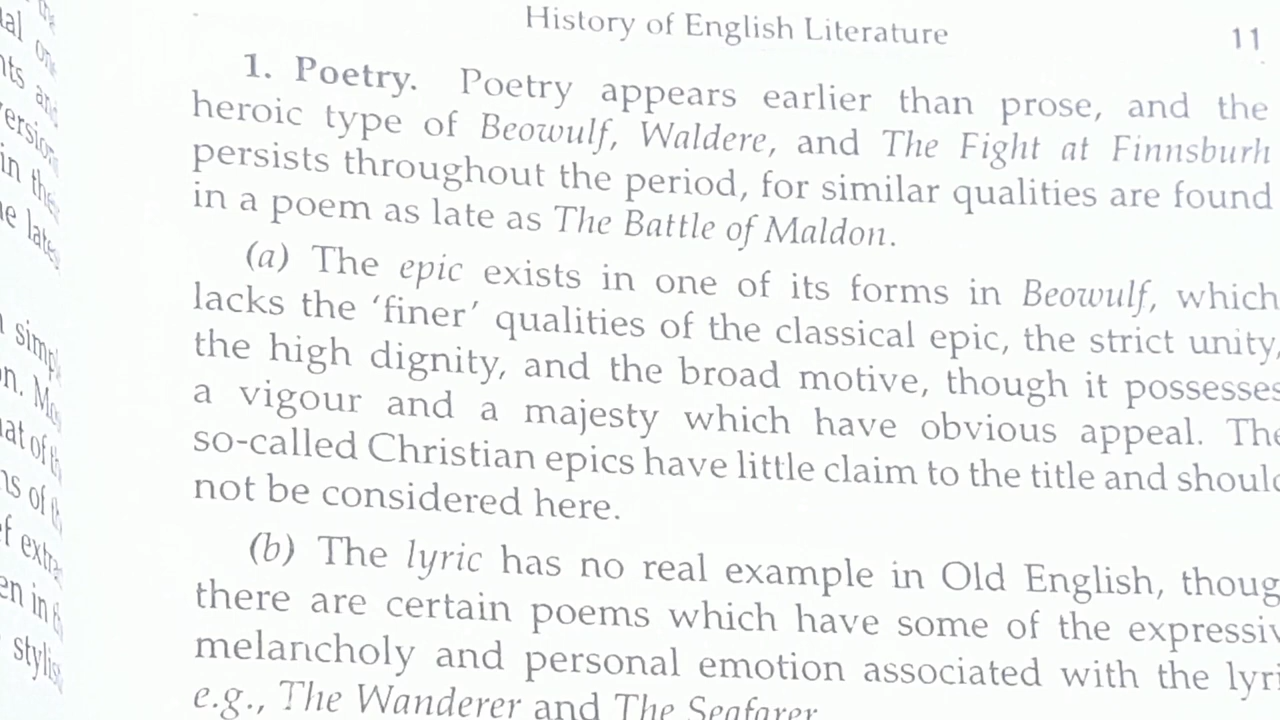 History of English Literature 11
1. Poetry. Poetry appears earlier than prose, and the
heroic type of Beowulf, Waldere, and The Fight at Finnsburh
persists throughout the period, for similar qualities are found
in a poem as late as The Battle of Maldon.
(a) The epic exists in one of its forms in Beowulf, which
lacks the ‘finer’ qualities of the classical epic, the strict unity,
the high dignity, and the broad motive, though it possesses
a vigour and a majesty which have obvious appeal. The
so-called Christian epics have little claim to the title and
not be considered here.
(b) The lyric has no real example in Old English,
there are certain poems which have some of the
melancholy and personal emotion associated with the
e.g., The Wanderer and The Seafarer